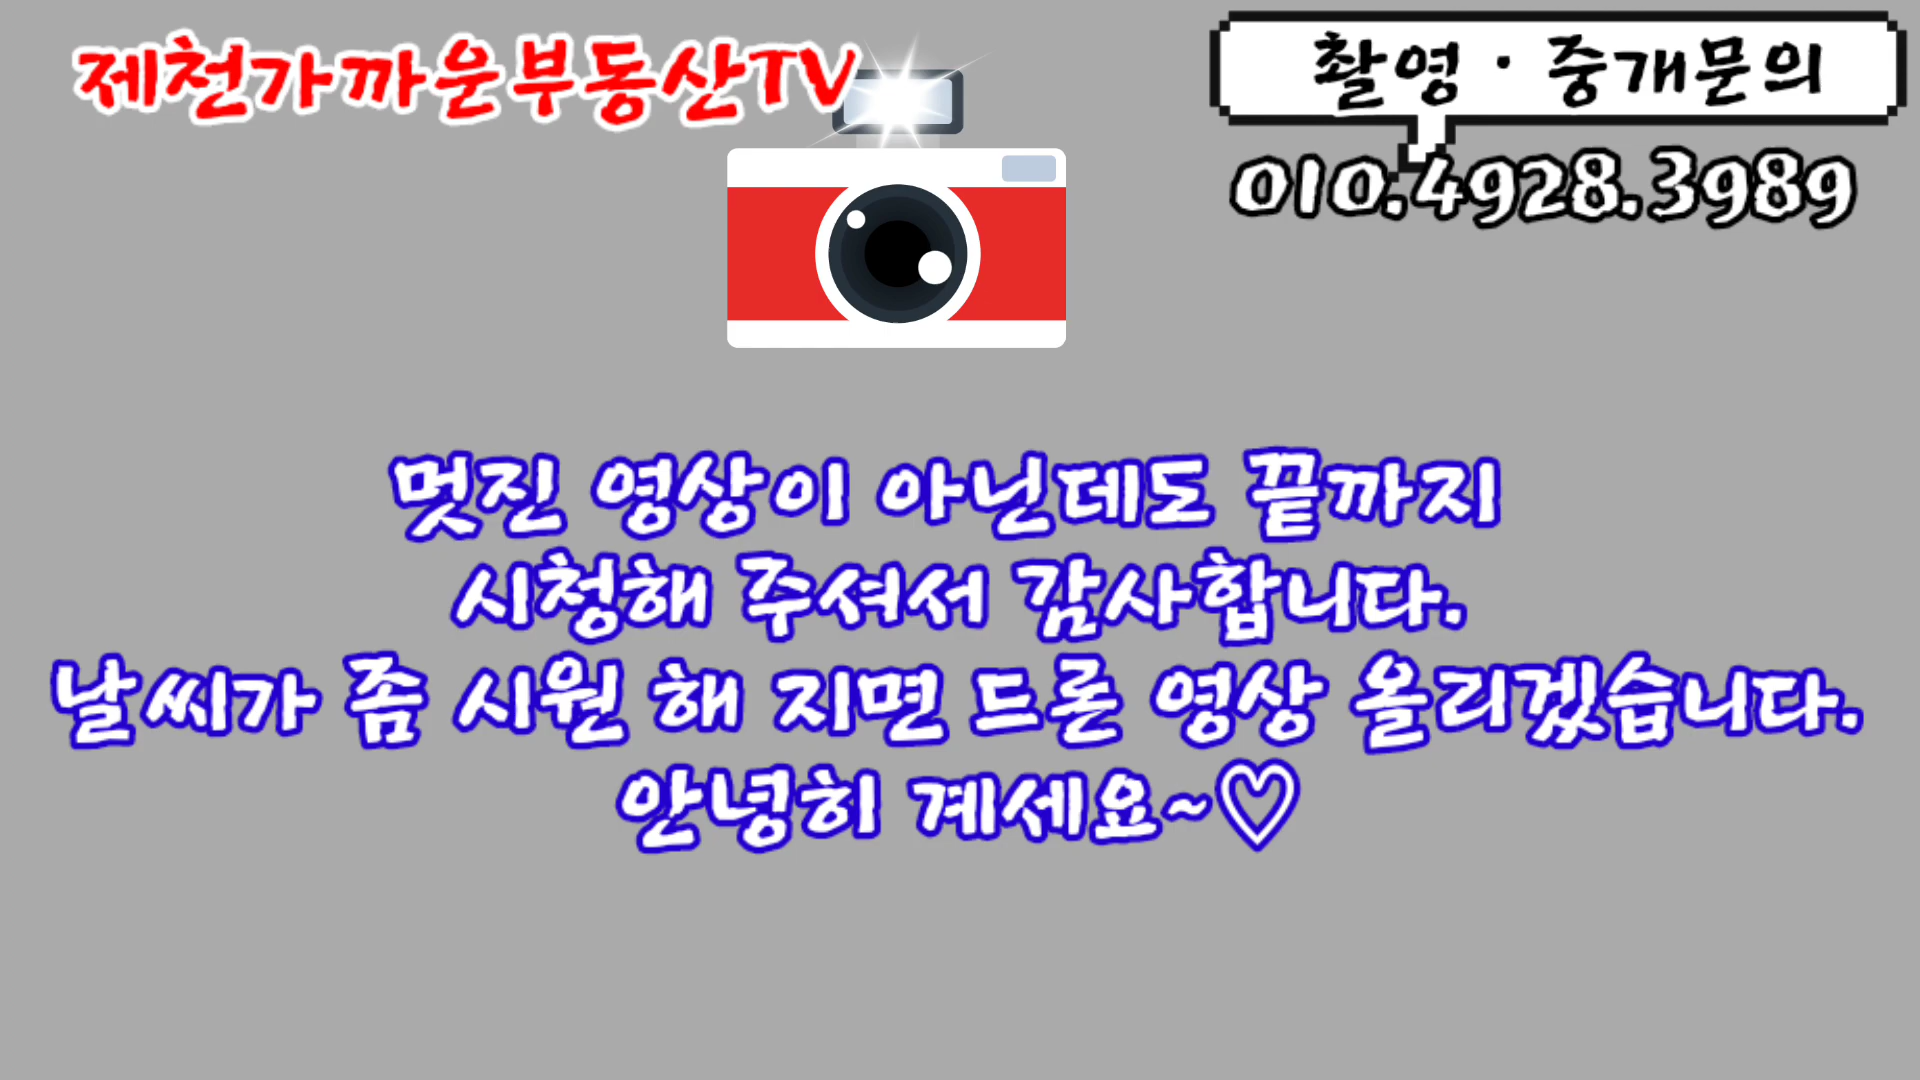 제천가까운부동산TV
촬영·중개문의
010.4928.3989
멋진 영상이 아닌데도 끝까지
시청해 주셔서 감사합니다.
날씨가 좀 시원 해 지면 드론 영상 올리겠습니다.
안녕히 계세요~♡